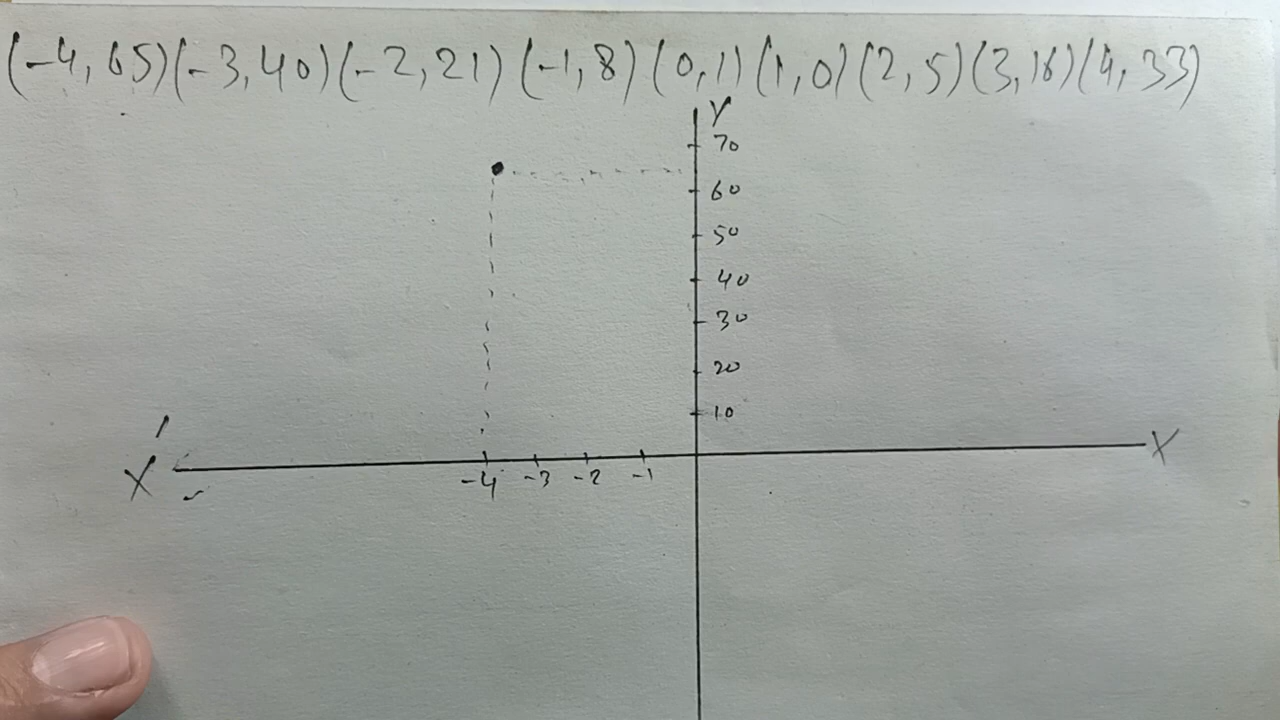 (-4, 65)(-3, 40)(-2, 21)(-1, 8)(0, 1)(1, 0)(2, 5)(3, 16)(4, 33)
Y
70
60
50
40
30
20
10
X' X
-4 -3 -2 -1